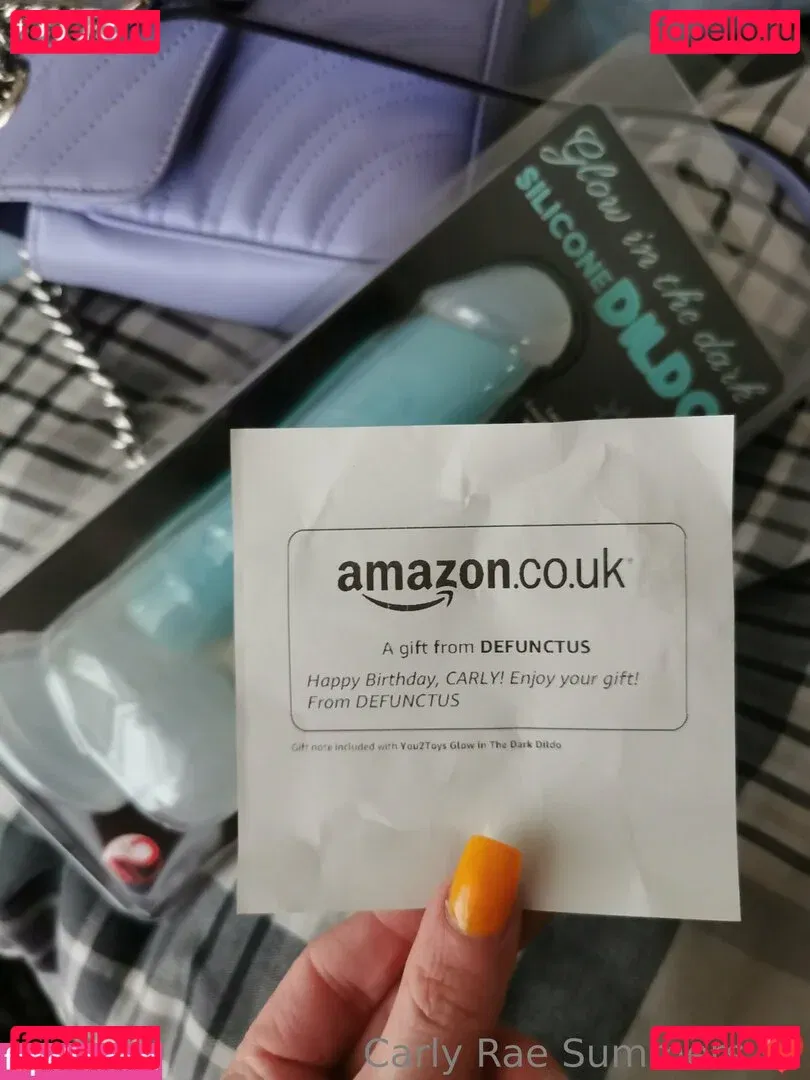 fapello.ru
fapello.ru
Glow in the dark
SILICONE DILDO
amazon.co.uk
A gift from DEFUNCTUS
Happy Birthday, CARLY! Enjoy your gift!
From DEFUNCTUS
Gift note included with You2Toys Glow in The Dark Dildo
Carly Rae Sum
fapello.ru
fapello.ru